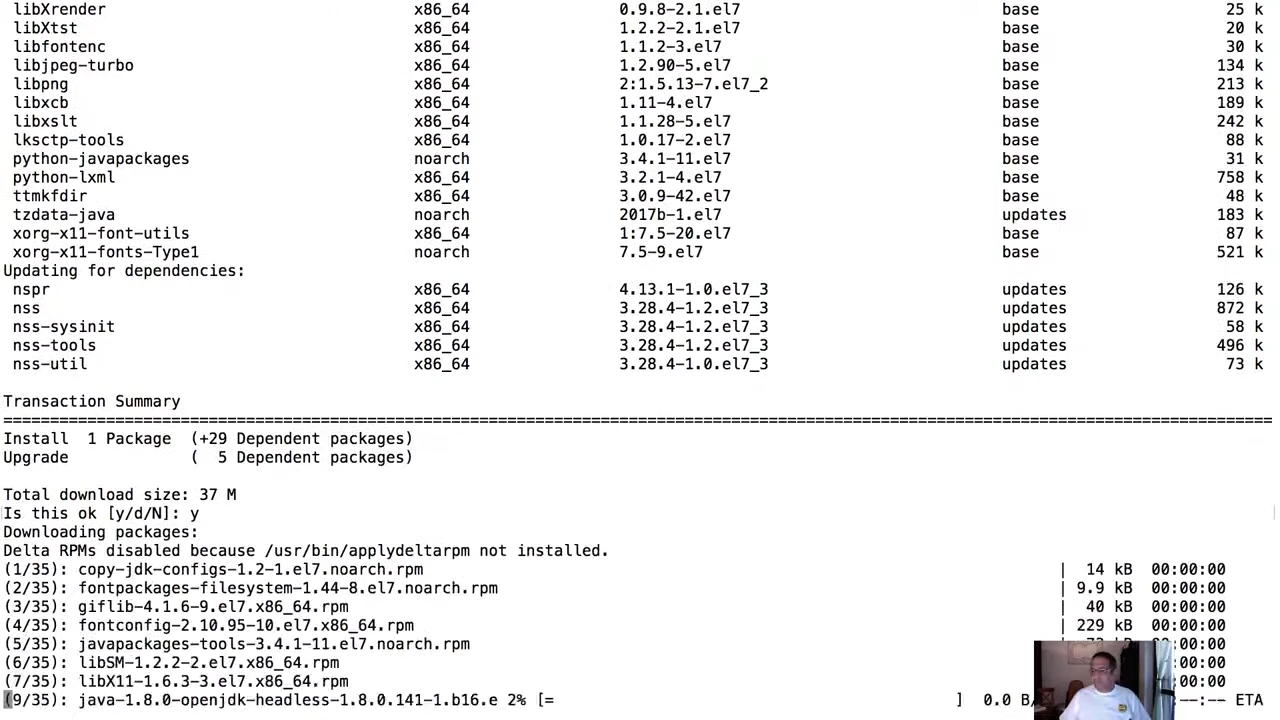 libXrender x86_64 0.9.8-2.1.el7 base 25 k
libXtst x86_64 1.2.2-2.1.el7 base 20 k
libfontenc x86_64 1.1.2-3.el7 base 30 k
libjpeg-turbo x86_64 1.2.90-5.el7 base 134 k
libpng x86_64 2:1.5.13-7.el7_2 base 213 k
libxcb x86_64 1.11-4.el7 base 189 k
libxslt x86_64 1.1.28-5.el7 base 242 k
lksctp-tools x86_64 1.0.17-2.el7 base 88 k
python-javapackages noarch 3.4.1-11.el7 base 31 k
python-lxml x86_64 3.2.1-4.el7 base 758 k
ttmkfdir x86_64 3.0.9-42.el7 base 48 k
tzdata-java noarch 2017b-1.el7 updates 183 k
xorg-x11-font-utils x86_64 1:7.5-20.el7 base 87 k
xorg-x11-fonts-Type1 noarch 7.5-9.el7 base 521 k
Updating for dependencies:
nspr x86_64 4.13.1-1.0.el7_3 updates 126 k
nss x86_64 3.28.4-1.2.el7_3 updates 872 k
nss-sysinit x86_64 3.28.4-1.2.el7_3 updates 58 k
nss-tools x86_64 3.28.4-1.2.el7_3 updates 496 k
nss-util x86_64 3.28.4-1.0.el7_3 updates 73 k
Transaction Summary
================================================================================
Install 1 Package (+29 Dependent packages)
Upgrade ( 5 Dependent packages)
Total download size: 37 M
Is this ok [y/d/N]: y
Downloading packages:
Delta RPMs disabled because /usr/bin/applydeltarpm not installed.
(1/35): copy-jdk-configs-1.2-1.el7.noarch.rpm | 14 kB 00:00:00
(2/35): fontpackages-filesystem-1.44-8.el7.noarch.rpm | 9.9 kB 00:00:00
(3/35): giflib-4.1.6-9.el7.x86_64.rpm | 40 kB 00:00:00
(4/35): fontconfig-2.10.95-10.el7.x86_64.rpm | 229 kB 00:00:00
(5/35): javapackages-tools-3.4.1-11.el7.noarch.rpm | :00:00
(6/35): libSM-1.2.2-2.el7.x86_64.rpm :00:00
(7/35): libX11-1.6.3-3.el7.x86_64.rpm :00:00
(9/35): java-1.8.0-openjdk-headless-1.8.0.141-1.b16.e 2% [= ] 0.0 B/ --:-- ETA